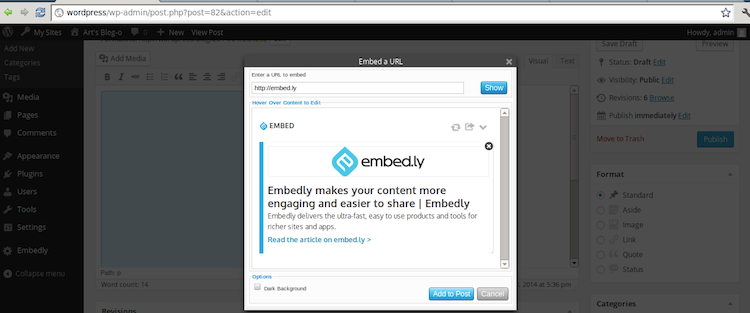 wordpress/wp-admin/post.php?post=82&action=edit
My Sites Art's Blog-o 0 New View Post Howdy, admin
Add New
Categories
Tags
Media
Pages
Comments
Appearance
Plugins
Users
Tools
Settings
Embedly
Collapse menu
Add Media
Visual Text
B I
Path: p
Word count: 14
, 2014 at 5:36 pm
Revisions
Embed a URL
Enter a URL to embed
http://embed.ly
Show
Hover Over Content to Edit
EMBED
embed.ly
Embedly makes your content more
engaging and easier to share | Embedly
Embedly delivers the ultra-fast, easy to use products and tools for
richer sites and apps.
Read the article on embed.ly >
Options
Dark Background
Add to Post Cancel
Save Draft Preview
Status: Draft Edit
Visibility: Public Edit
Revisions: 6 Browse
Publish immediately Edit
Move to Trash Publish
Format
Standard
Aside
Image
Link
Quote
Status
Categories